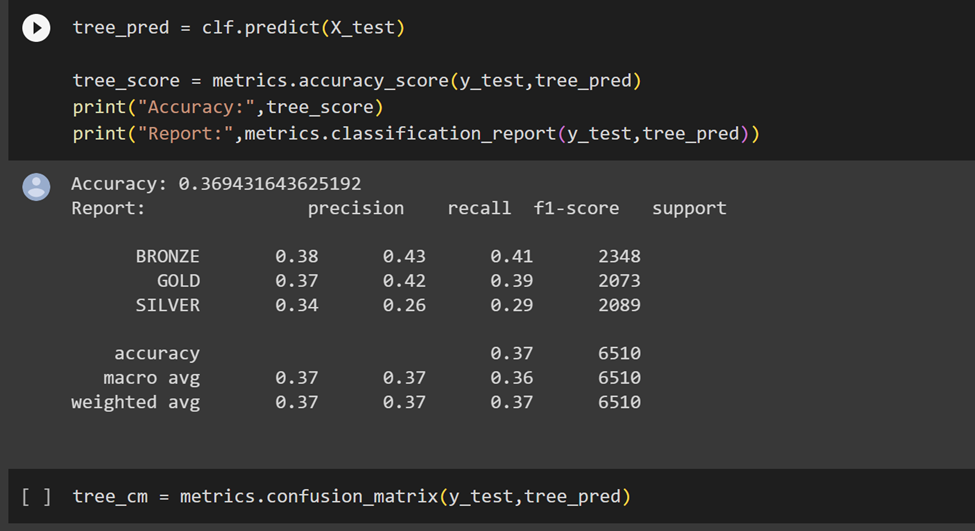 tree_pred = clf.predict(X_test)
tree_score = metrics.accuracy_score(y_test,tree_pred)
print("Accuracy:",tree_score)
print("Report:",metrics.classification_report(y_test,tree_pred))
Accuracy: 0.369431643625192
Report: precision recall f1-score support
BRONZE 0.38 0.43 0.41 2348
GOLD 0.37 0.42 0.39 2073
SILVER 0.34 0.26 0.29 2089
accuracy 0.37 6510
macro avg 0.37 0.37 0.36 6510
weighted avg 0.37 0.37 0.37 6510
[ ] tree_cm = metrics.confusion_matrix(y_test,tree_pred)